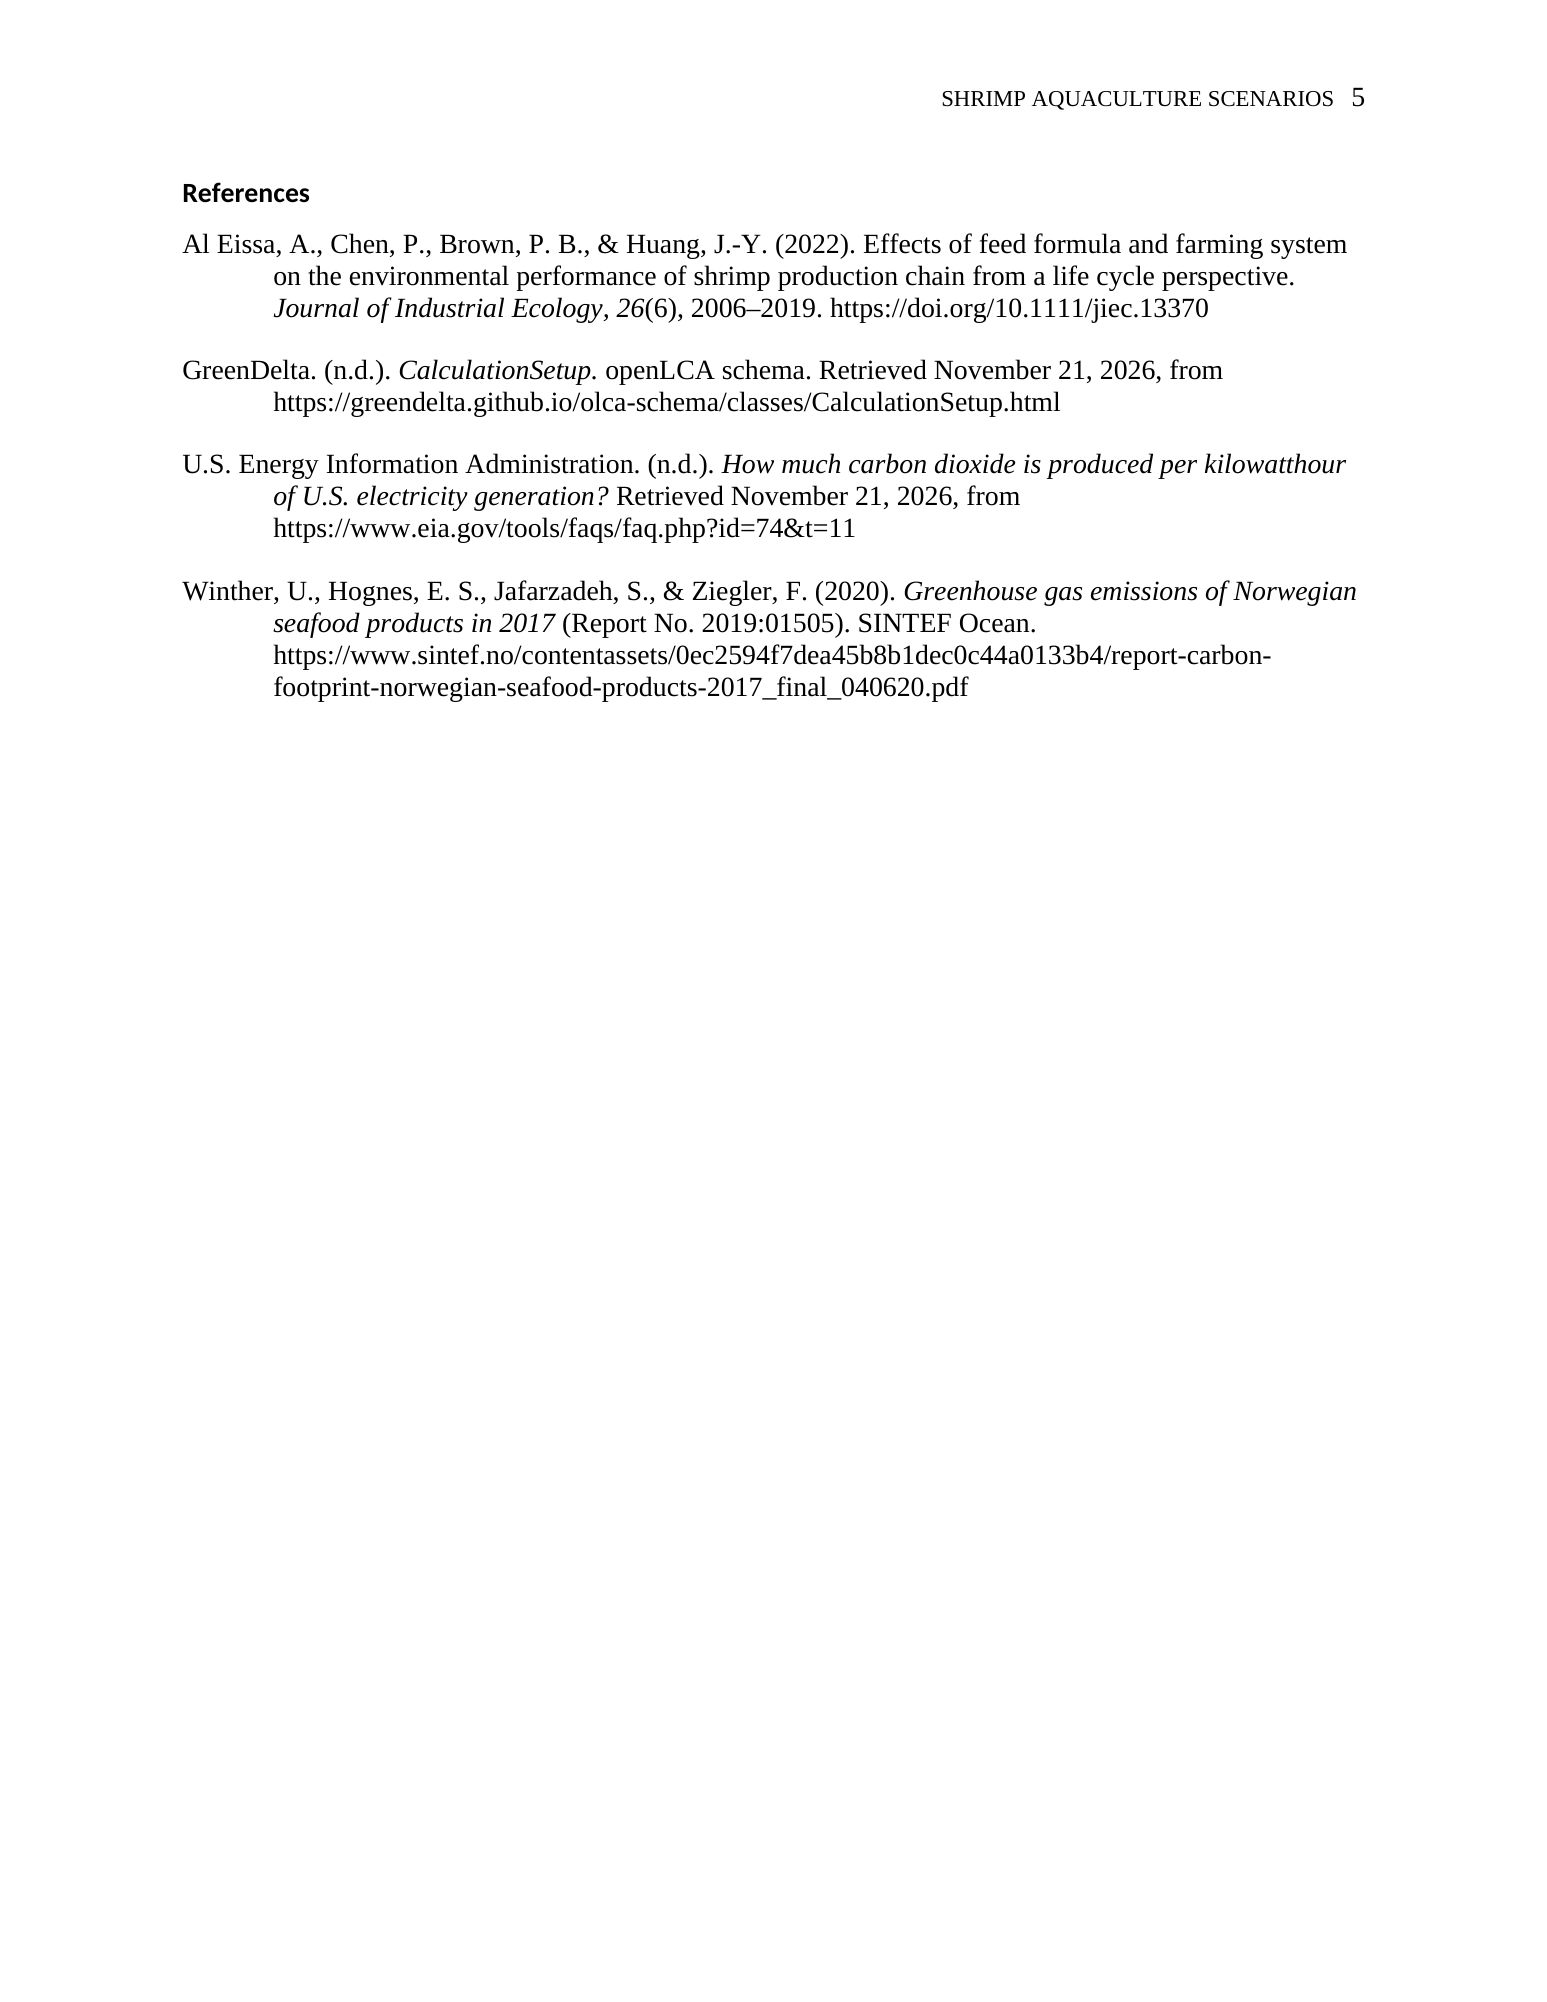 SHRIMP AQUACULTURE SCENARIOS 5
References
Al Eissa, A., Chen, P., Brown, P. B., & Huang, J.-Y. (2022). Effects of feed formula and farming system
on the environmental performance of shrimp production chain from a life cycle perspective.
Journal of Industrial Ecology, 26(6), 2006–2019. https://doi.org/10.1111/jiec.13370
GreenDelta. (n.d.). CalculationSetup. openLCA schema. Retrieved November 21, 2026, from
https://greendelta.github.io/olca-schema/classes/CalculationSetup.html
U.S. Energy Information Administration. (n.d.). How much carbon dioxide is produced per kilowatthour
of U.S. electricity generation? Retrieved November 21, 2026, from
https://www.eia.gov/tools/faqs/faq.php?id=74&t=11
Winther, U., Hognes, E. S., Jafarzadeh, S., & Ziegler, F. (2020). Greenhouse gas emissions of Norwegian
seafood products in 2017 (Report No. 2019:01505). SINTEF Ocean.
https://www.sintef.no/contentassets/0ec2594f7dea45b8b1dec0c44a0133b4/report-carbon-
footprint-norwegian-seafood-products-2017_final_040620.pdf